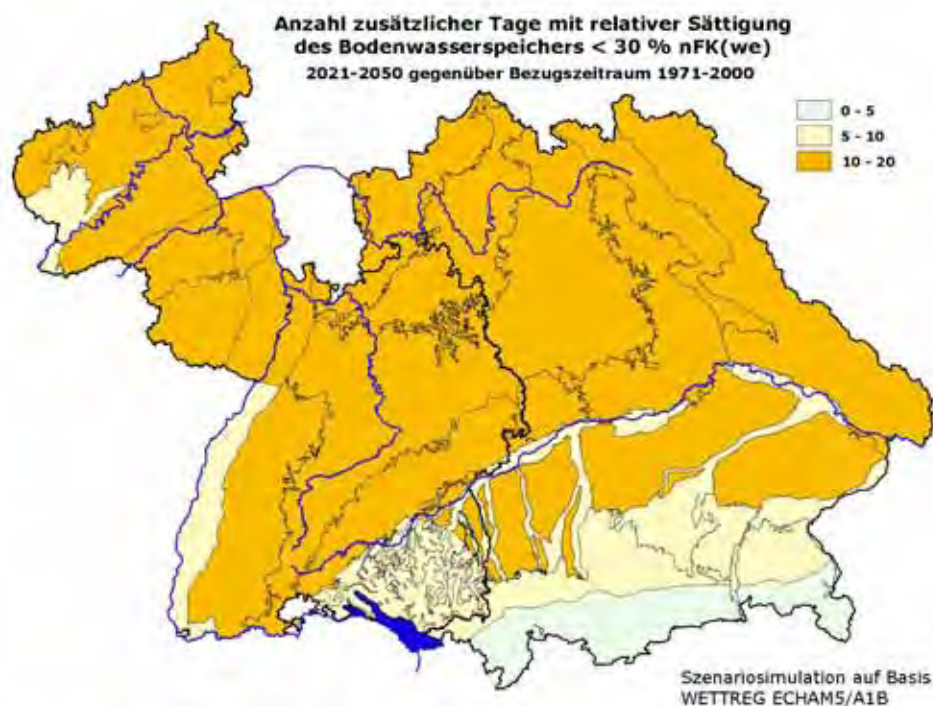 Anzahl zusätzlicher Tage mit relativer Sättigung
des Bodenwasserspeichers < 30 % nFK(we)
2021-2050 gegenüber Bezugszeitraum 1971-2000
0 - 5
5 - 10
10 - 20
Szenariosimulation auf Basis
WETTREG ECHAM5/A1B